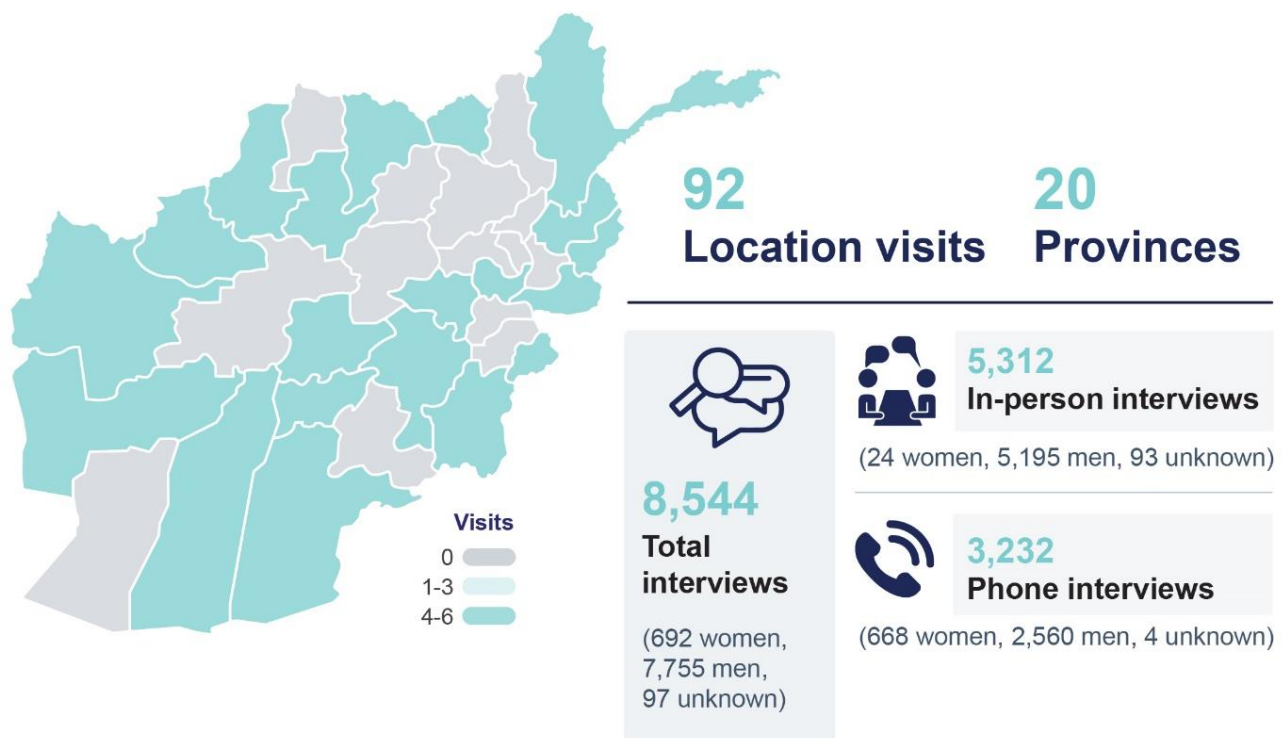 92
Location visits
20
Provinces
8,544
Total
interviews
(692 women,
7,755 men,
97 unknown)
5,312
In-person interviews
(24 women, 5,195 men, 93 unknown)
3,232
Phone interviews
(668 women, 2,560 men, 4 unknown)
Visits
0
1-3
4-6